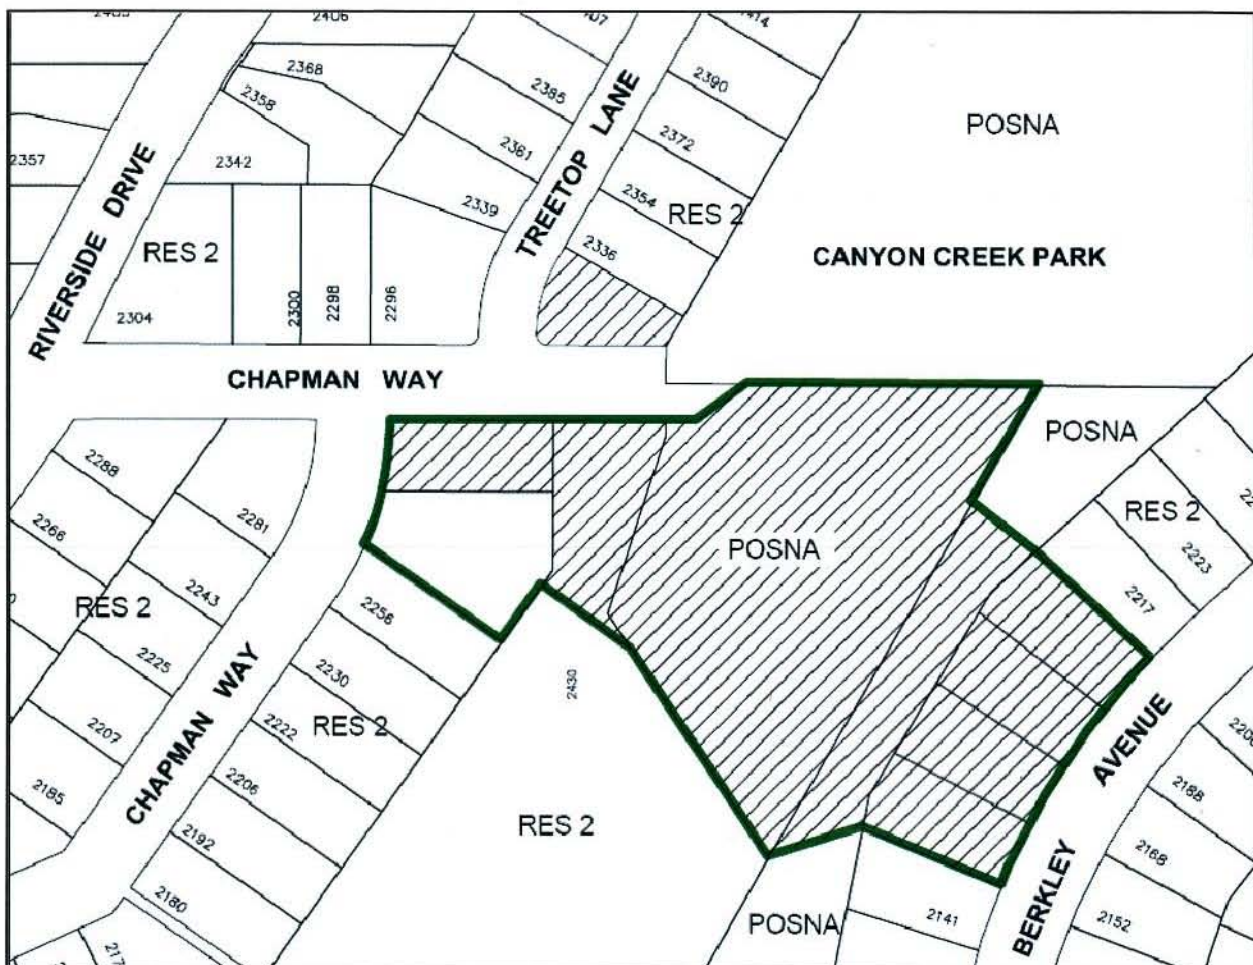 2406
2368
2358
2342
2357
RIVERSIDE DRIVE
RES 2
2304
2300
2298
2296
2385
2361
2339
TREETOP LANE
2390
2372
2354
RES 2
2336
POSNA
CANYON CREEK PARK
CHAPMAN WAY
POSNA
RES 2
2223
2217
2288
2281
2266
2243
RES 2
2225
2207
2185
CHAPMAN WAY
2258
2230
2222
RES 2
2206
2192
2180
2430
RES 2
POSNA
BERKLEY AVENUE
2188
2168
2152
2141
POSNA